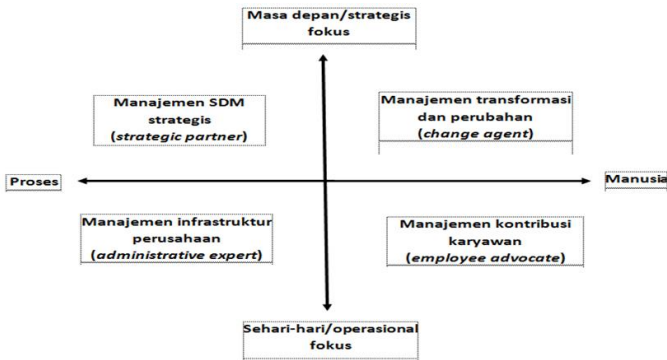 Masa depan/strategis
fokus
Manajemen SDM
strategis
(strategic partner)
Manajemen transformasi
dan perubahan
(change agent)
Proses
Manusia
Manajemen infrastruktur
perusahaan
(administrative expert)
Manajemen kontribusi
karyawan
(employee advocate)
Sehari-hari/operasional
fokus